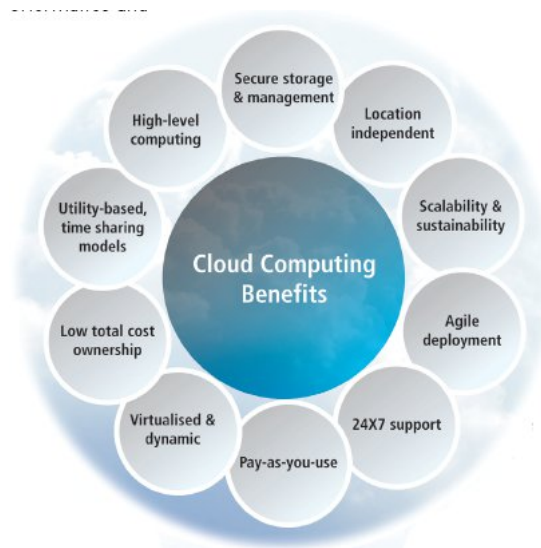 Cloud Computing
Benefits
Secure storage
& management
Location
independent
Scalability &
sustainability
Agile
deployment
24X7 support
Pay-as-you-use
Virtualised &
dynamic
Low total cost
ownership
Utility-based,
time sharing
models
High-level
computing